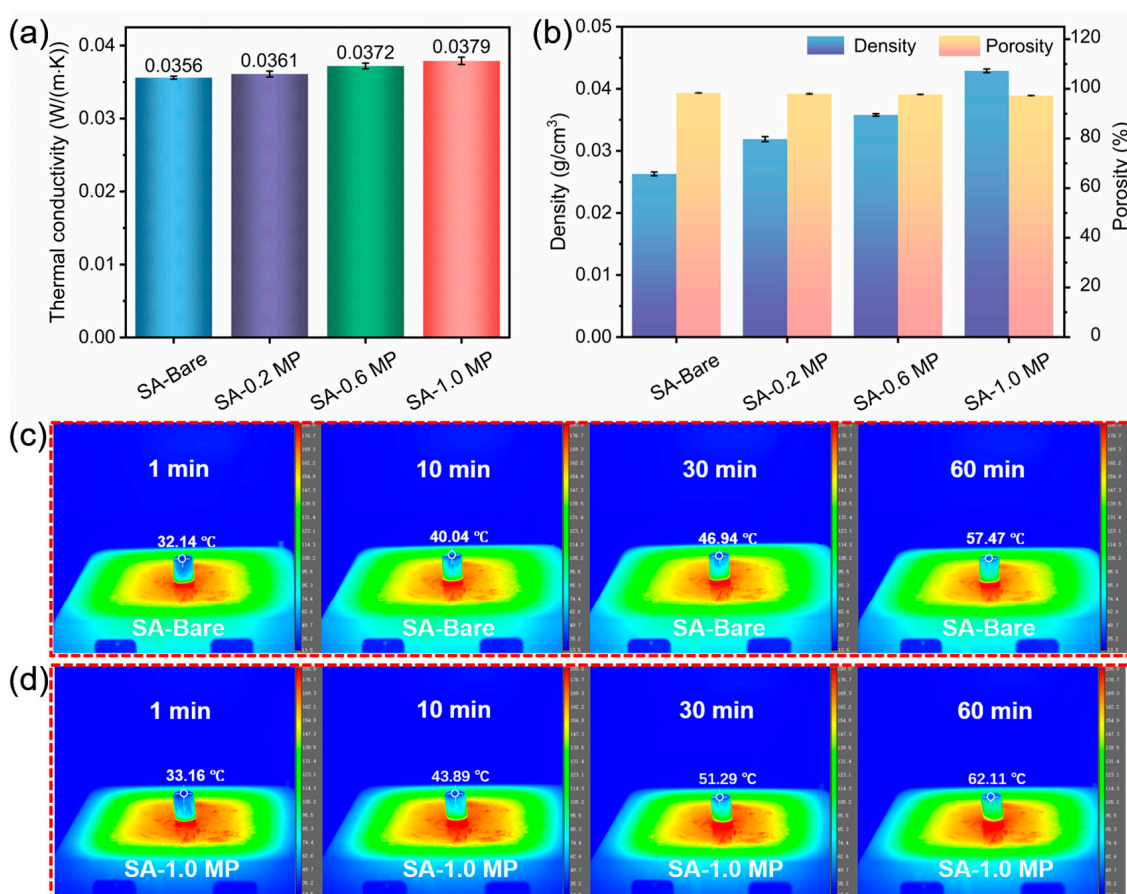 (a)
Thermal conductivity (W/(m·K))
0.04
0.03
0.02
0.01
0.00
0.0356
0.0361
0.0372
0.0379
SA-Bare
SA-0.2 MP
SA-0.6 MP
SA-1.0 MP
(b)
Density (g/cm³)
0.05
0.04
0.03
0.02
0.01
0.00
Density
Porosity
120
100
80
60
40
20
0
Porosity (%)
SA-Bare
SA-0.2 MP
SA-0.6 MP
SA-1.0 MP
(c)
1 min
32.14 ℃
SA-Bare
10 min
40.04 ℃
SA-Bare
30 min
46.94 ℃
SA-Bare
60 min
57.47 ℃
SA-Bare
(d)
1 min
33.16 ℃
SA-1.0 MP
10 min
43.89 ℃
SA-1.0 MP
30 min
51.29 ℃
SA-1.0 MP
60 min
62.11 ℃
SA-1.0 MP